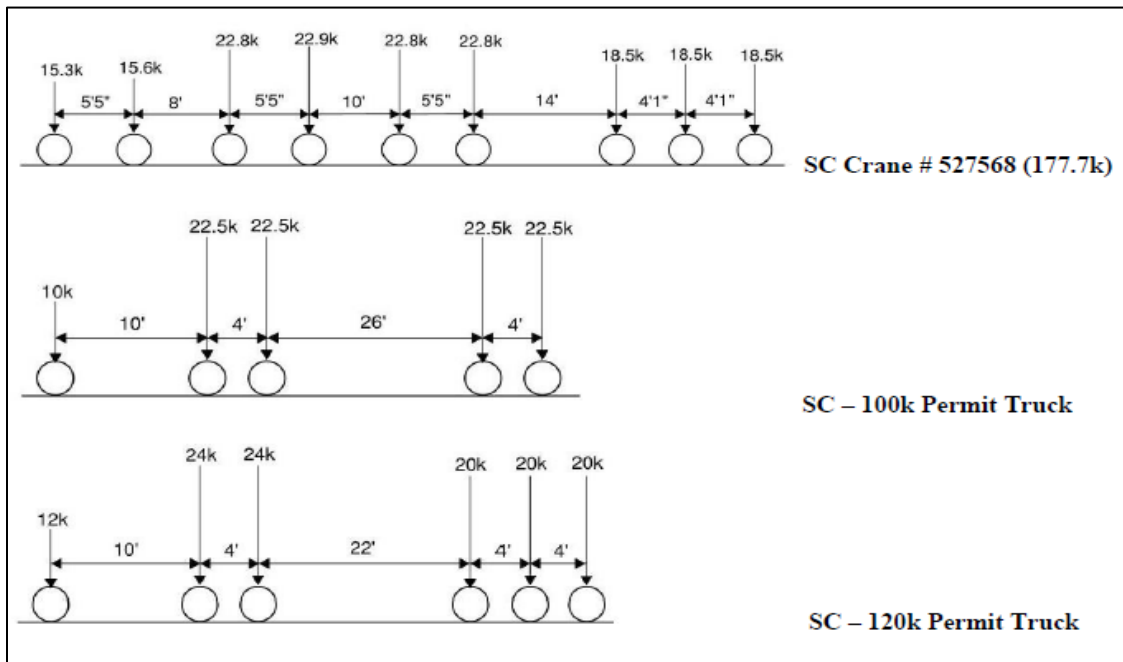 22.8k 22.9k 22.8k 22.8k
15.3k 15.6k 18.5k 18.5k 18.5k
5'5" 8' 5'5" 10' 5'5" 14' 4'1" 4'1"
SC Crane # 527568 (177.7k)
22.5k 22.5k 22.5k 22.5k
10k
10' 4' 26' 4'
SC – 100k Permit Truck
24k 24k 20k 20k 20k
12k
10' 4' 22' 4' 4'
SC – 120k Permit Truck